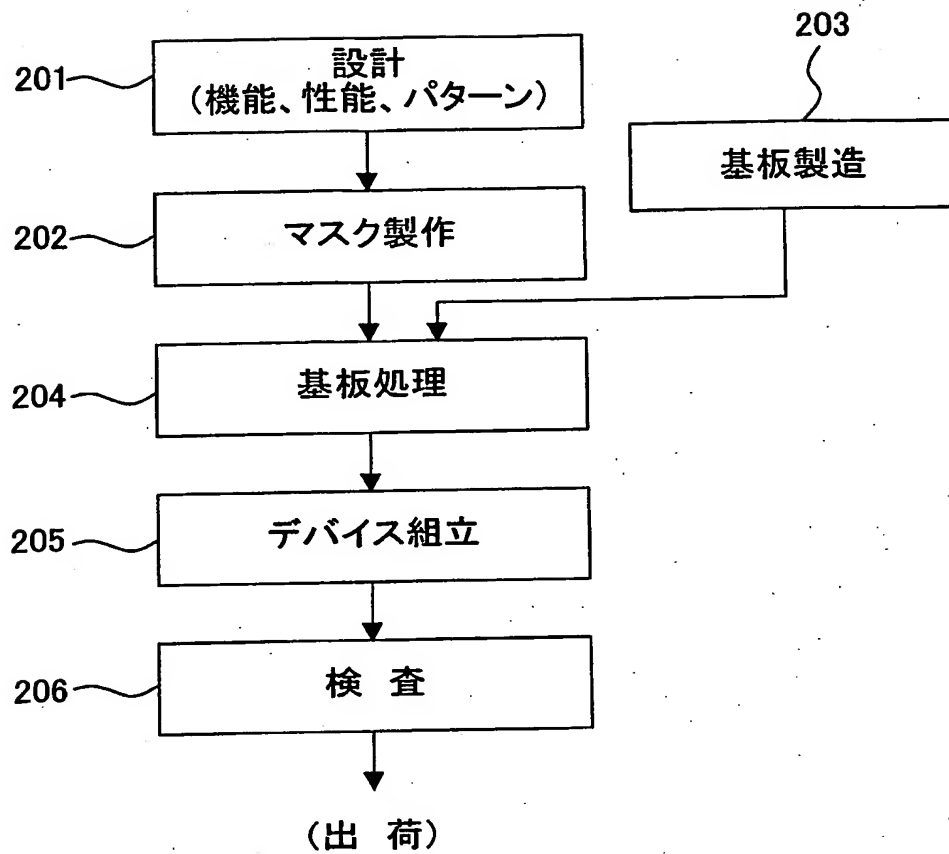 203
201
設計
(機能、性能、パターン)
基板製造
202
マスク製作
204
基板処理
205
デバイス組立
206
検 査
(出 荷)